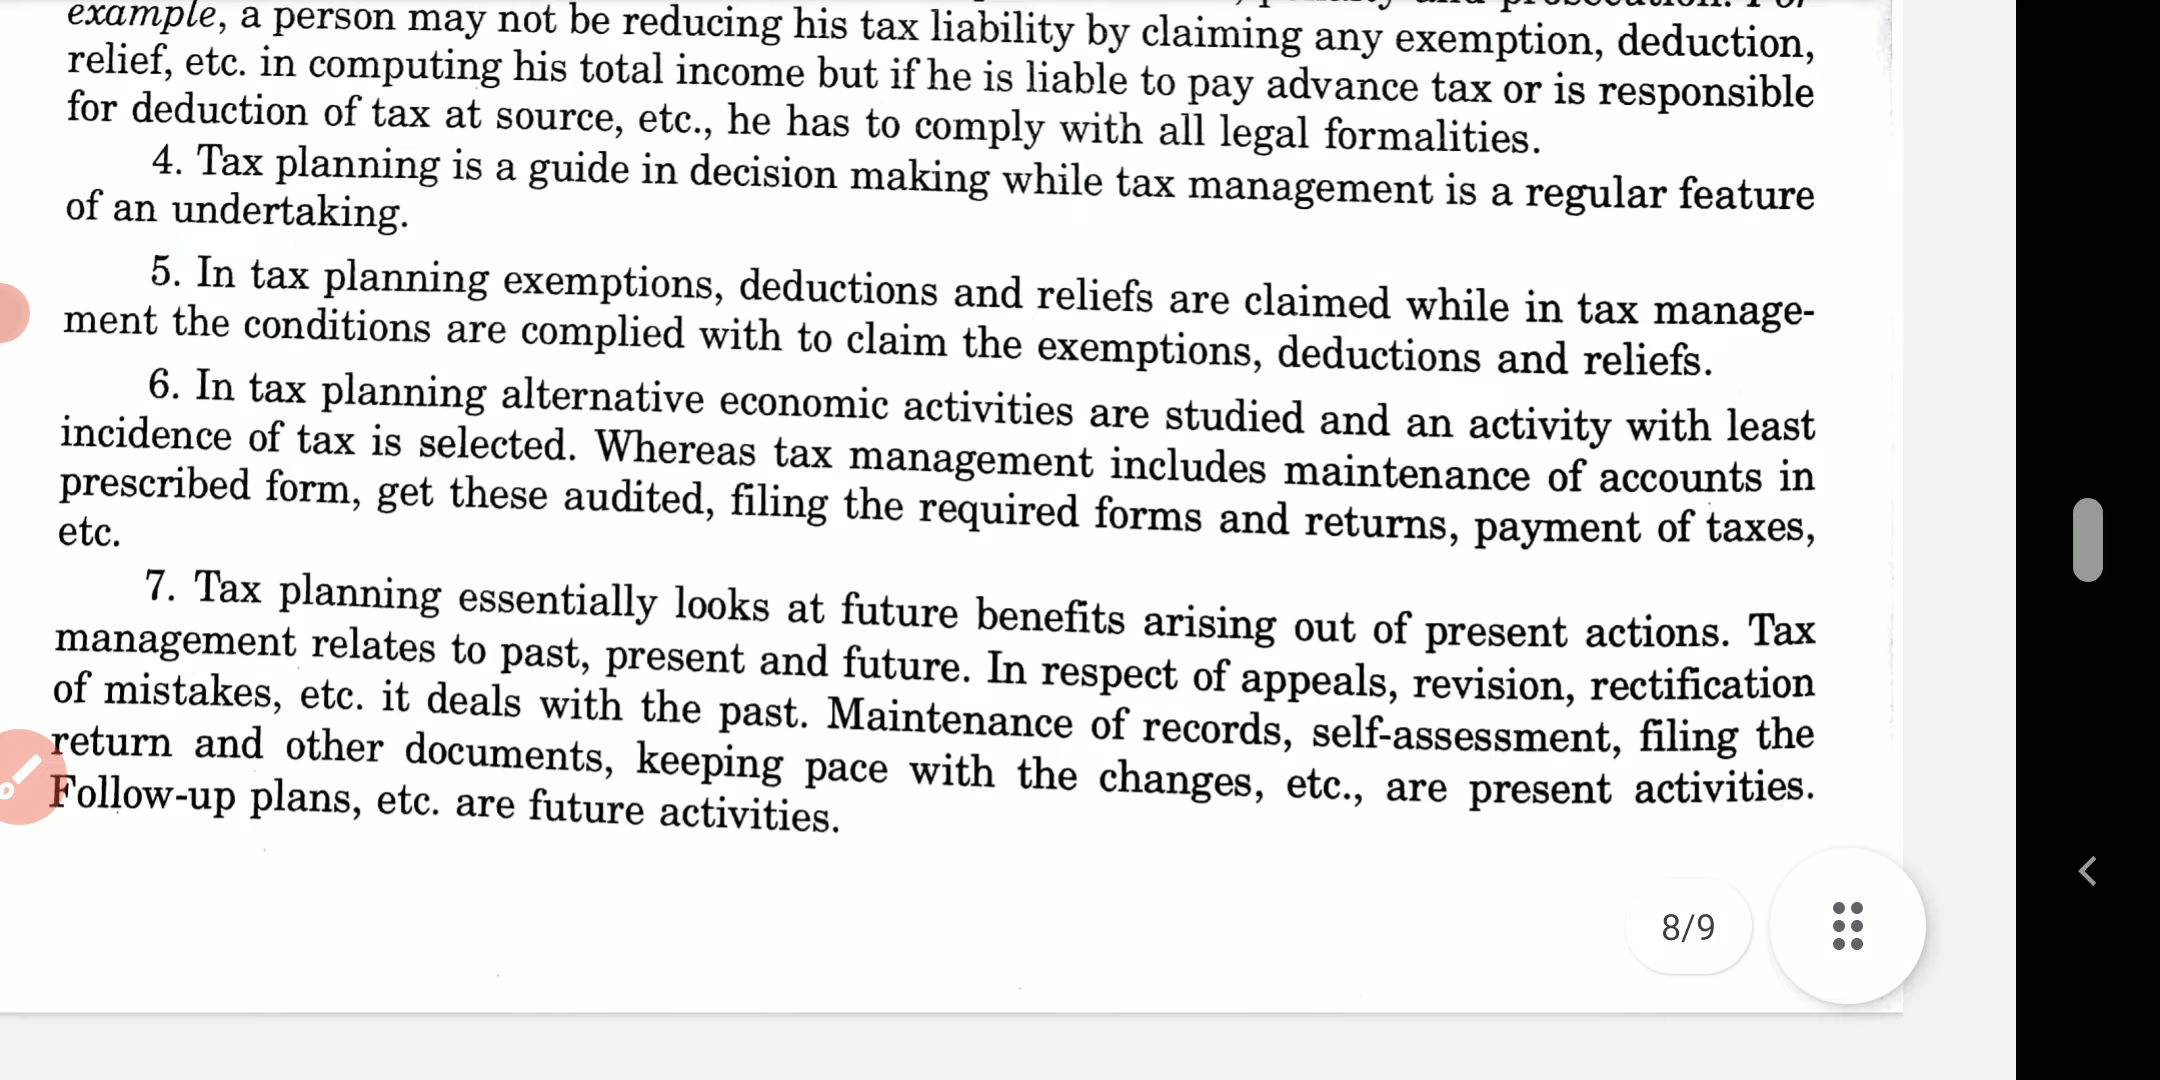 example, a person may not be reducing his tax liability by claiming any exemption, deduction,
relief, etc. in computing his total income but if he is liable to pay advance tax or is responsible
for deduction of tax at source, etc., he has to comply with all legal formalities.
4. Tax planning is a guide in decision making while tax management is a regular feature
of an undertaking.
5. In tax planning exemptions, deductions and reliefs are claimed while in tax manage-
ment the conditions are complied with to claim the exemptions, deductions and reliefs.
6. In tax planning alternative economic activities are studied and an activity with least
incidence of tax is selected. Whereas tax management includes maintenance of accounts in
prescribed form, get these audited, filing the required forms and returns, payment of taxes,
etc.
7. Tax planning essentially looks at future benefits arising out of present actions. Tax
management relates to past, present and future. In respect of appeals, revision, rectification
of mistakes, etc. it deals with the past. Maintenance of records, self-assessment, filing the
return and other documents, keeping pace with the changes, etc., are present activities.
Follow-up plans, etc. are future activities.
8/9